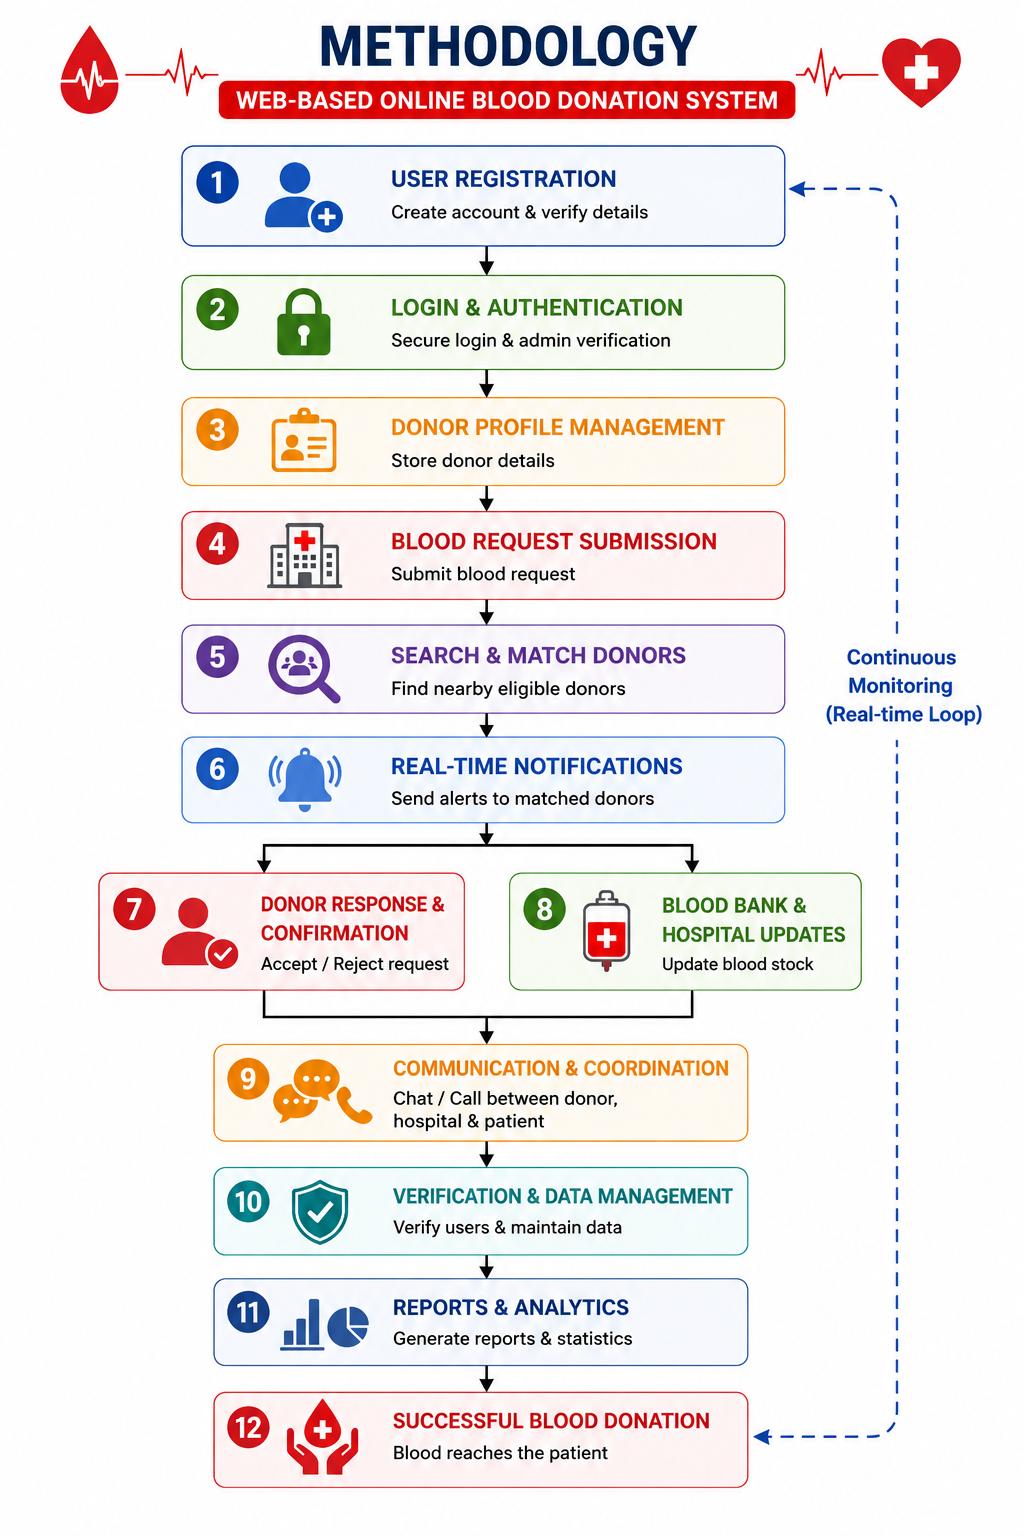 METHODOLOGY
WEB-BASED ONLINE BLOOD DONATION SYSTEM
1
USER REGISTRATION
Create account & verify details
2
LOGIN & AUTHENTICATION
Secure login & admin verification
3
DONOR PROFILE MANAGEMENT
Store donor details
4
BLOOD REQUEST SUBMISSION
Submit blood request
5
SEARCH & MATCH DONORS
Find nearby eligible donors
Continuous
Monitoring
(Real-time Loop)
6
REAL-TIME NOTIFICATIONS
Send alerts to matched donors
7
DONOR RESPONSE &
CONFIRMATION
Accept / Reject request
8
BLOOD BANK &
HOSPITAL UPDATES
Update blood stock
9
COMMUNICATION & COORDINATION
Chat / Call between donor,
hospital & patient
10
VERIFICATION & DATA MANAGEMENT
Verify users & maintain data
11
REPORTS & ANALYTICS
Generate reports & statistics
12
SUCCESSFUL BLOOD DONATION
Blood reaches the patient